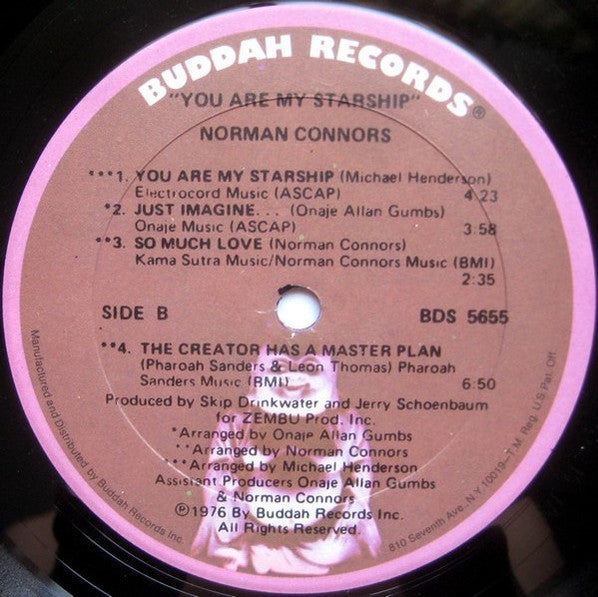 BUDDAH RECORDS®
"YOU ARE MY STARSHIP"
NORMAN CONNORS
***1. YOU ARE MY STARSHIP (Michael Henderson)
Electrocord Music (ASCAP) 4:23
*2. JUST IMAGINE... (Onaje Allan Gumbs)
Onaje Music (ASCAP) 3:58
**3. SO MUCH LOVE (Norman Connors)
Kama Sutra Music/Norman Connors Music (BMI)
2:35
SIDE B BDS 5655
**4. THE CREATOR HAS A MASTER PLAN
(Pharoah Sanders & Leon Thomas) Pharoah
Sanders Music (BMI) 6:50
Produced by Skip Drinkwater and Jerry Schoenbaum
for ZEMBU Prod. Inc.
*Arranged by Onaje Allan Gumbs
**Arranged by Norman Connors
***Arranged by Michael Henderson
Assistant Producers Onaje Allan Gumbs
& Norman Connors
℗1976 By Buddah Records Inc.
All Rights Reserved.
Manufactured and Distributed by Buddah Records Inc
810 Seventh Ave., N.Y 10019—T.M. Reg. U.S Pat. Off.